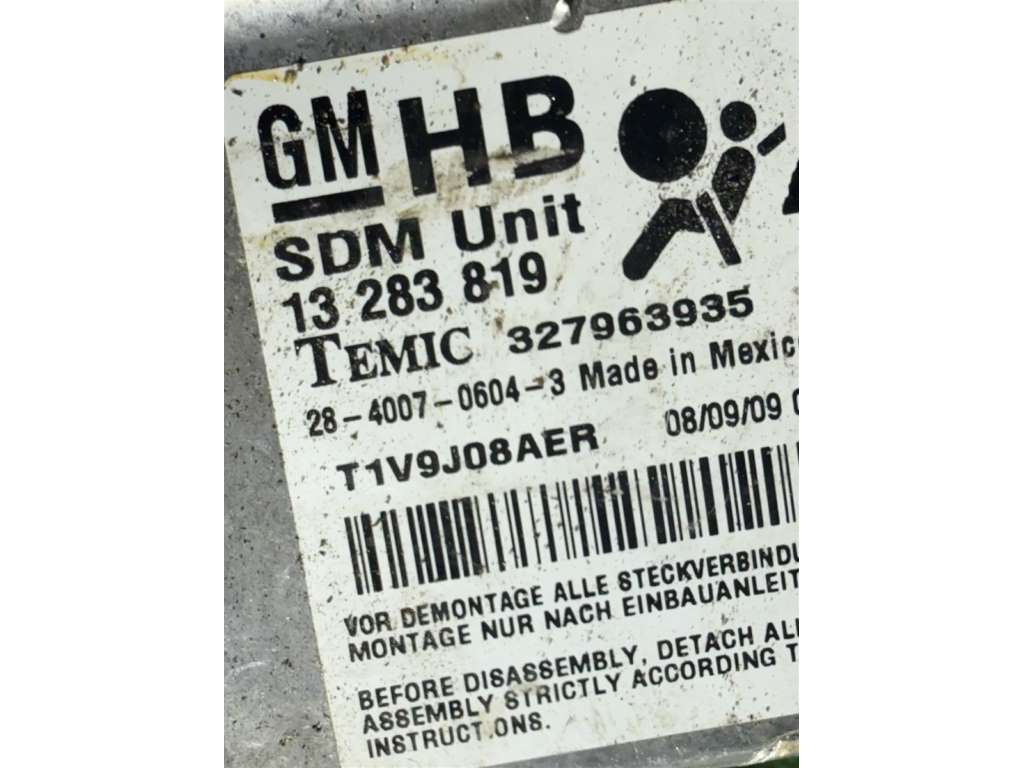 GM HB
SDM Unit
13 283 819
TEMIC 327963935
28-4007-0604-3 Made in Mexic
T1V9J08AER 08/09/09
VOR DEMONTAGE ALLE STECKVERBINDU
MONTAGE NUR NACH EINBAUANLEIT
BEFORE DISASSEMBLY, DETACH ALL
ASSEMBLY STRICTLY ACCORDING T
INSTRUCTIONS.